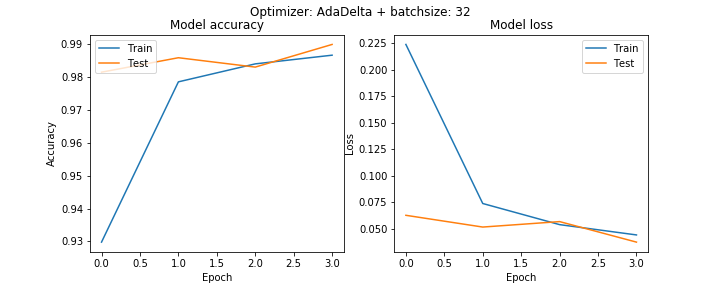 Optimizer: AdaDelta + batchsize: 32
Model accuracy
Train
Test
0.99
0.98
0.97
0.96
0.95
0.94
0.93
Accuracy
0.0 0.5 1.0 1.5 2.0 2.5 3.0
Epoch
Model loss
Train
Test
0.225
0.200
0.175
0.150
0.125
0.100
0.075
0.050
Loss
0.0 0.5 1.0 1.5 2.0 2.5 3.0
Epoch